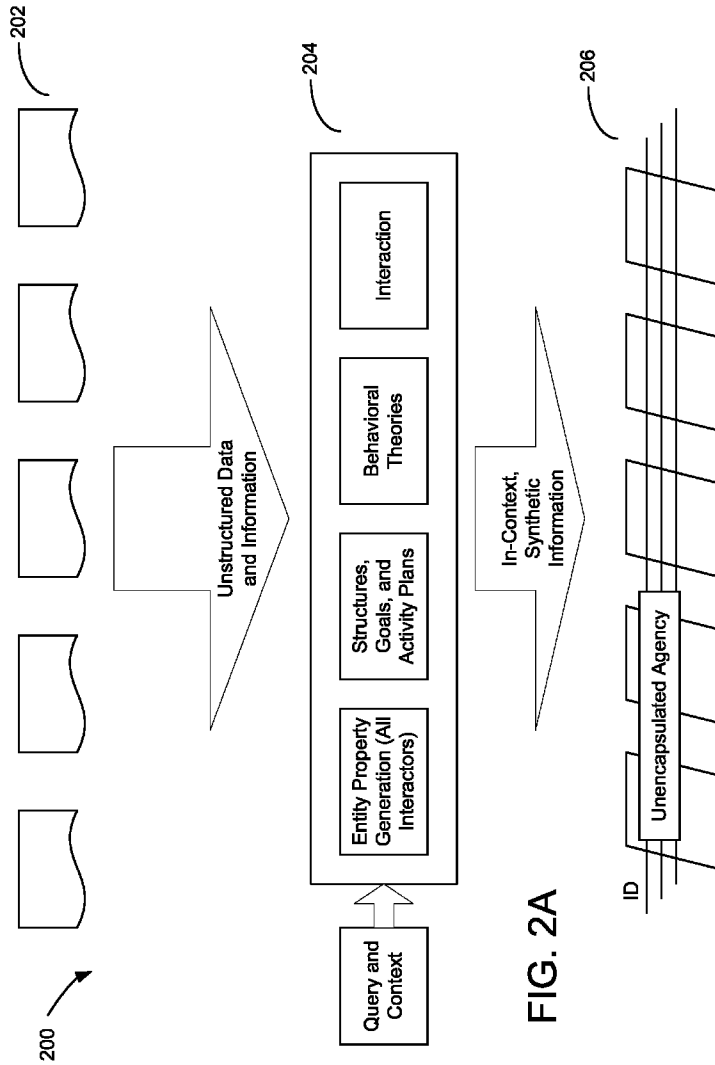 200
202
Unstructured Data
and Information
204
Query and
Context
Entity Property
Generation (All
Interactors)
Structures,
Goals, and
Activity Plans
Behavioral
Theories
Interaction
In-Context,
Synthetic
Information
206
ID
Unencapsulated Agency
FIG. 2A